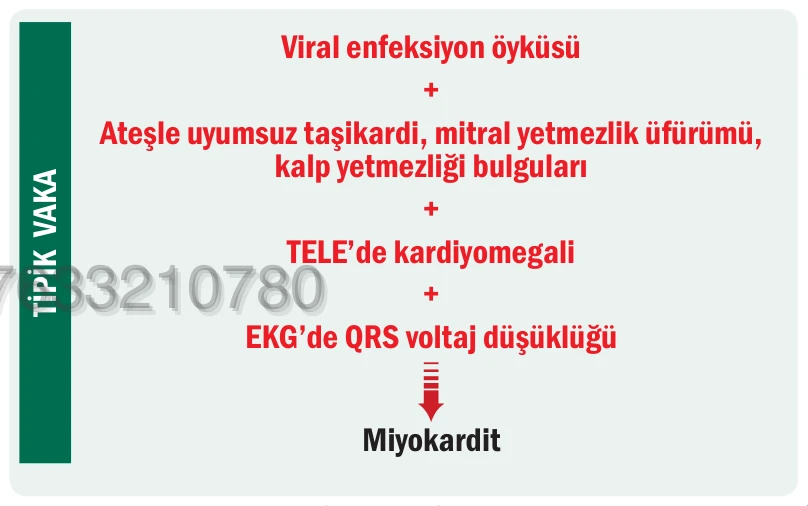 Viral enfeksiyon öyküsü
+
Ateşle uyumsuz taşikardi, mitral yetmezlik üfürümü,
kalp yetmezliği bulguları
+
TELE'de kardiyomegali
+
EKG'de QRS voltaj düşüklüğü
Miyokardit
TİPİK VAKA